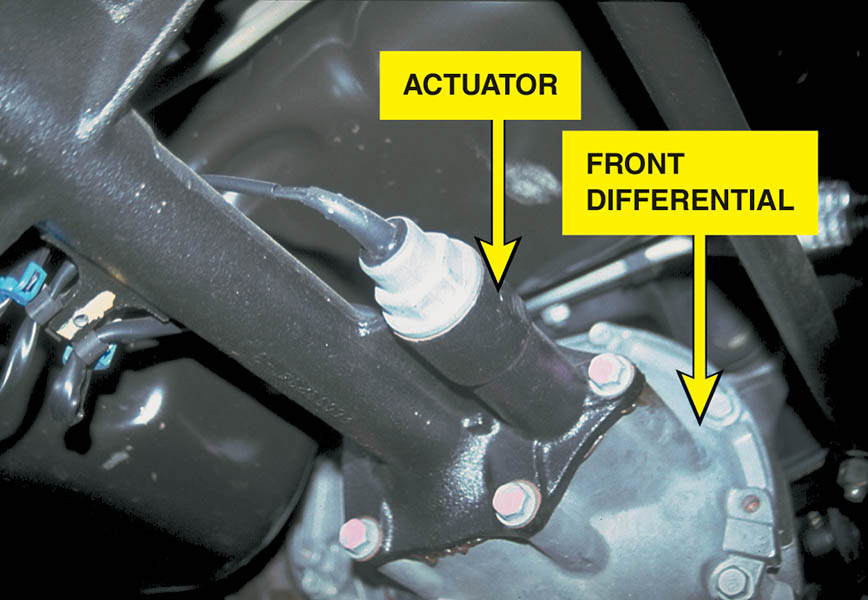 ACTUATOR
FRONT
DIFFERENTIAL